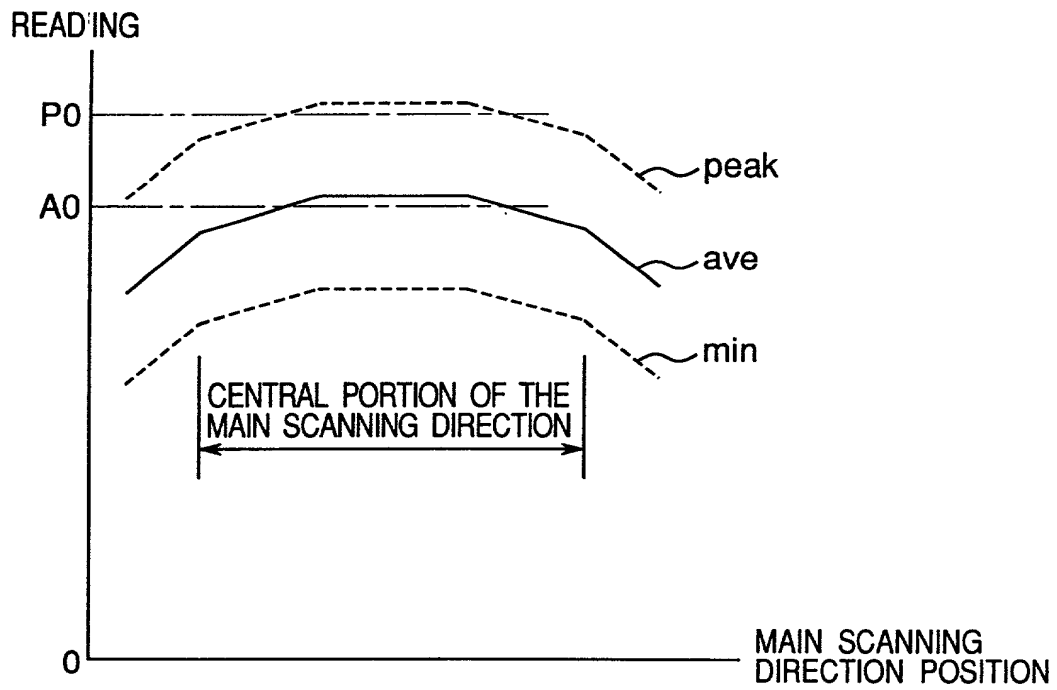 READING
P0
peak
A0
ave
min
CENTRAL PORTION OF THE
MAIN SCANNING DIRECTION
0
MAIN SCANNING
DIRECTION POSITION